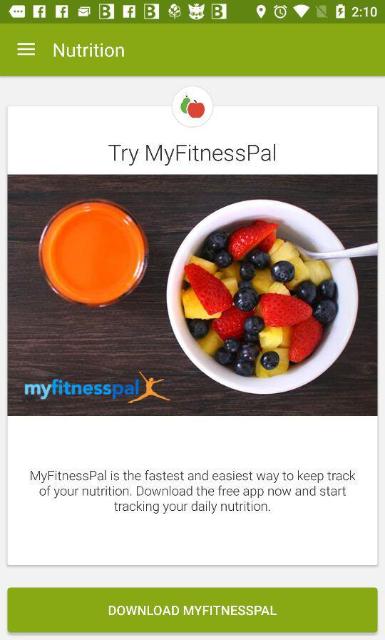 2:10
Nutrition
Try MyFitnessPal
myfitnesspal
MyFitnessPal is the fastest and easiest way to keep track
of your nutrition. Download the free app now and start
tracking your daily nutrition.
DOWNLOAD MYFITNESSPAL